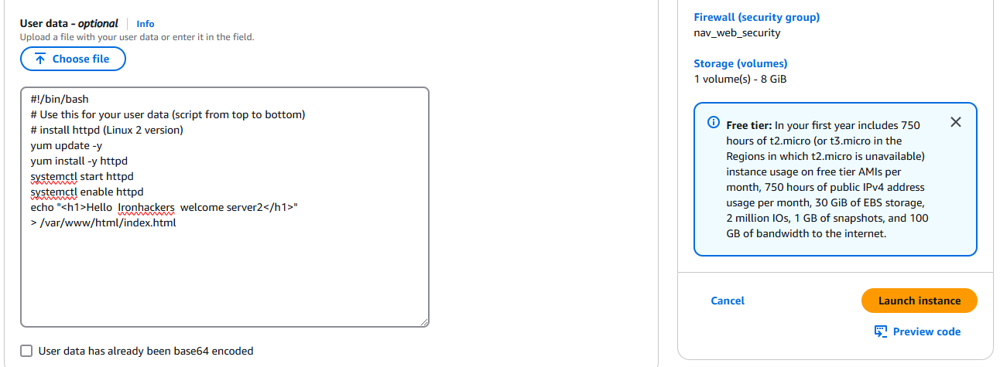 User data - optional
Info
Upload a file with your user data or enter it in the field.
Choose file
#!/bin/bash
# Use this for your user data (script from top to bottom)
# install httpd (Linux 2 version)
yum update -y
yum install -y httpd
systemctl start httpd
systemctl enable httpd
echo "<h1>Hello  Ironhackers  welcome server2</h1>"
> /var/www/html/index.html
User data has already been base64 encoded
Firewall (security group)
nav_web_security
Storage (volumes)
1 volume(s) - 8 GiB
Free tier: In your first year includes 750
hours of t2.micro (or t3.micro in the
Regions in which t2.micro is unavailable)
instance usage on free tier AMIs per
month, 750 hours of public IPv4 address
usage per month, 30 GiB of EBS storage,
2 million IOs, 1 GB of snapshots, and 100
GB of bandwidth to the internet.
Cancel
Launch instance
Preview code